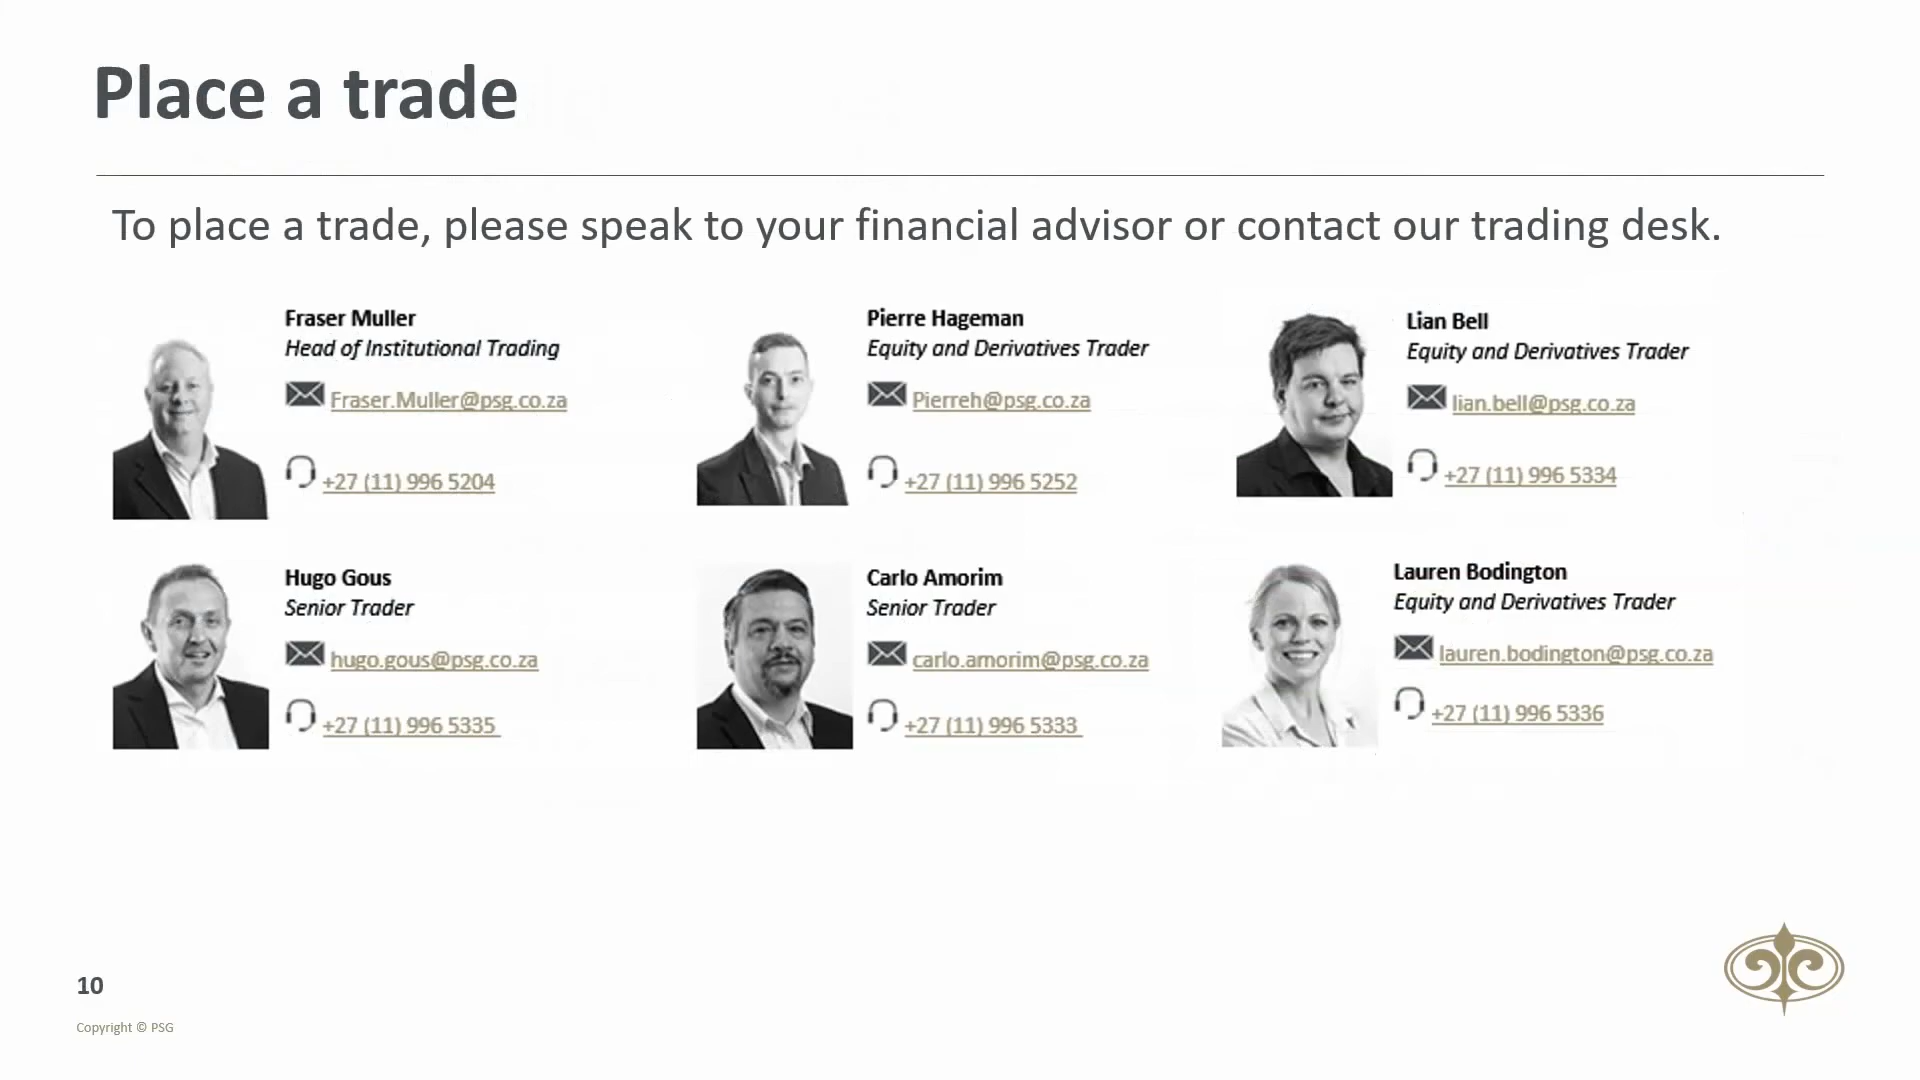 Place a trade
To place a trade, please speak to your financial advisor or contact our trading desk.
Fraser Muller
Head of Institutional Trading
Fraser.Muller@psg.co.za
+27 (11) 996 5204
Pierre Hageman
Equity and Derivatives Trader
Pierreh@psg.co.za
+27 (11) 996 5252
Lian Bell
Equity and Derivatives Trader
lian.bell@psg.co.za
+27 (11) 996 5334
Hugo Gous
Senior Trader
hugo.gous@psg.co.za
+27 (11) 996 5335
Carlo Amorim
Senior Trader
carlo.amorim@psg.co.za
+27 (11) 996 5333
Lauren Bodington
Equity and Derivatives Trader
lauren.bodington@psg.co.za
+27 (11) 996 5336
10
Copyright © PSG